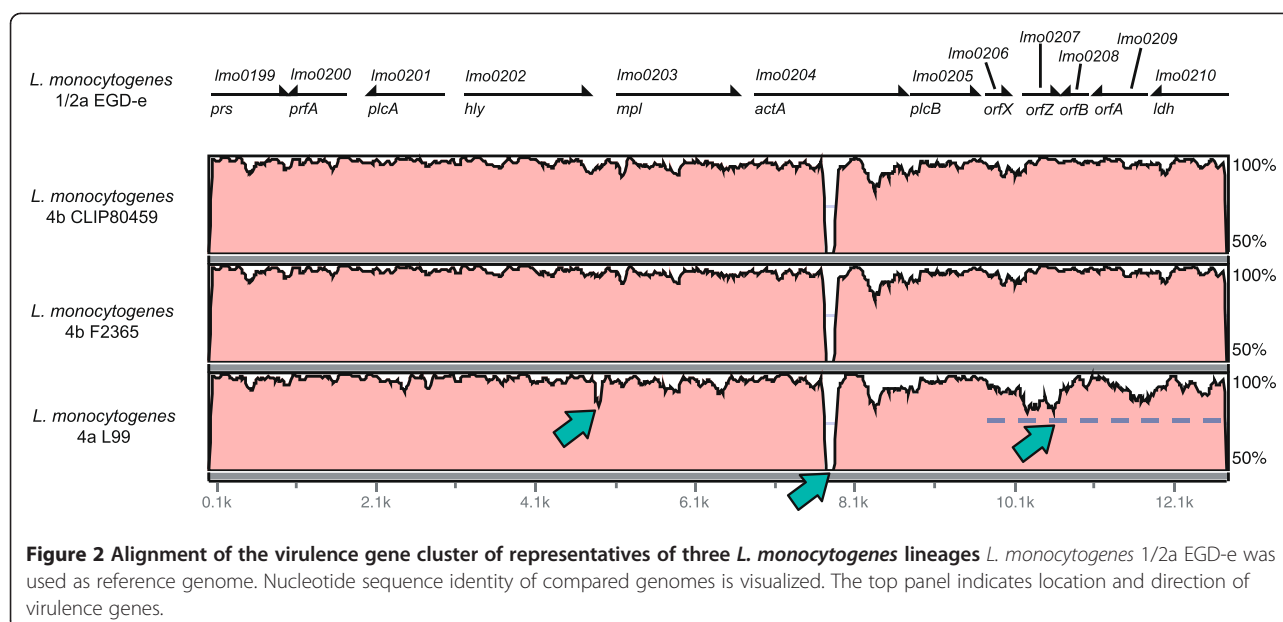 L. monocytogenes
1/2a EGD-e
lmo0199 lmo0200 lmo0201 lmo0202 lmo0203 lmo0204 lmo0205 lmo0206 lmo0207 lmo0208 lmo0209 lmo0210
prs prfA plcA hly mpl actA plcB orfX orfZ orfB orfA ldh
L. monocytogenes
4b CLIP80459
100%
50%
L. monocytogenes
4b F2365
100%
50%
L. monocytogenes
4a L99
100%
50%
0.1k 2.1k 4.1k 6.1k 8.1k 10.1k 12.1k
Figure 2 Alignment of the virulence gene cluster of representatives of three L. monocytogenes lineages L. monocytogenes 1/2a EGD-e was
used as reference genome. Nucleotide sequence identity of compared genomes is visualized. The top panel indicates location and direction of
virulence genes.